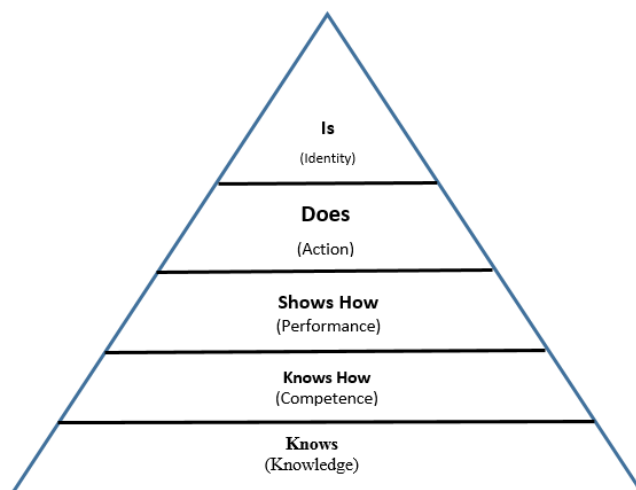 Is
(Identity)
Does
(Action)
Shows How
(Performance)
Knows How
(Competence)
Knows
(Knowledge)